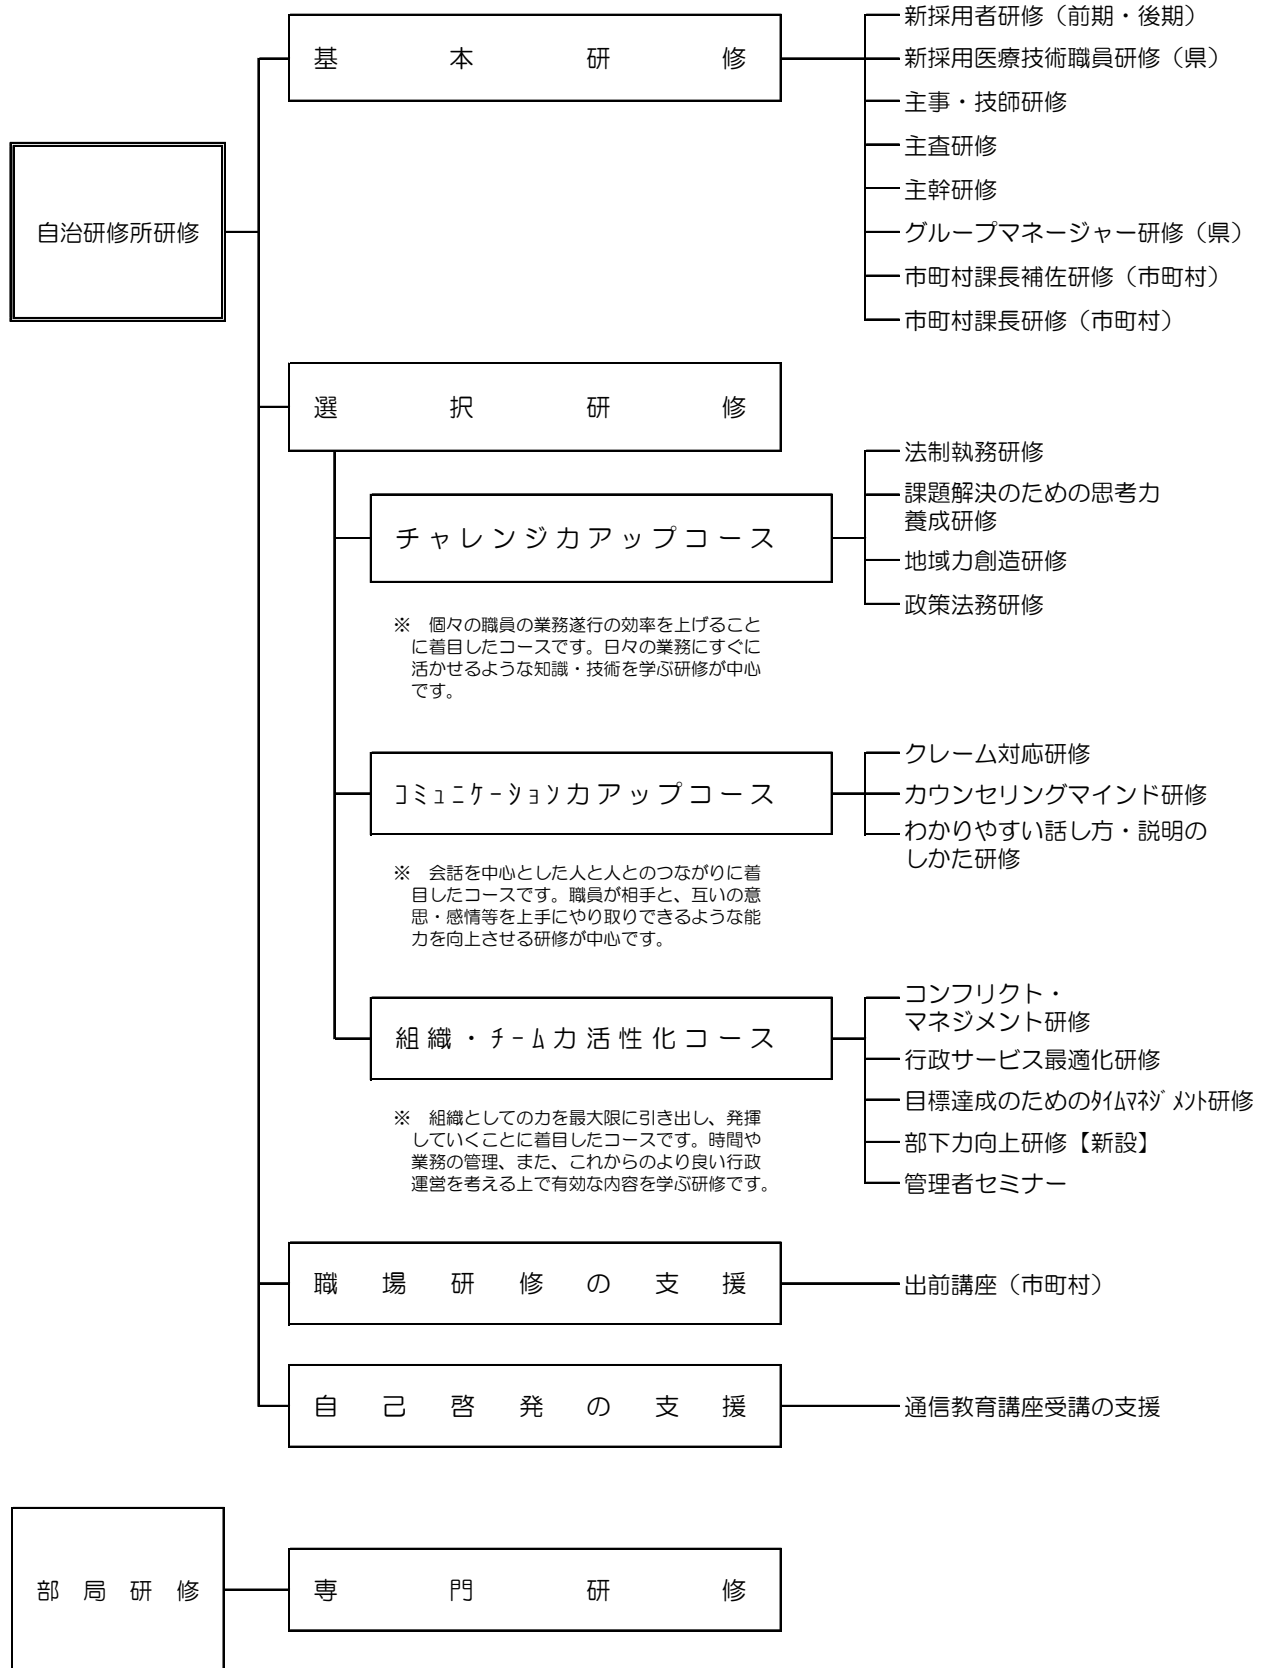 新採用者研修（前期・後期）
基本研修
新採用医療技術職員研修（県）
主事・技師研修
主査研修
主幹研修
自治研修所研修
グループマネージャー研修（県）
市町村課長補佐研修（市町村）
市町村課長研修（市町村）
選択研修
法制執務研修
課題解決のための思考力
養成研修
チャレンジ力アップコース
地域力創造研修
政策法務研修
※　個々の職員の業務遂行の効率を上げること
に着目したコースです。日々の業務にすぐに
活かせるような知識・技術を学ぶ研修が中心
です。
クレーム対応研修
ｺﾐｭﾆｹｰｼｮﾝ力アップコース
カウンセリングマインド研修
わかりやすい話し方・説明の
しかた研修
※　会話を中心とした人と人とのつながりに着
目したコースです。職員が相手と、互いの意
思・感情等を上手にやり取りできるような能
力を向上させる研修が中心です。
コンフリクト・
マネジメント研修
組織・ﾁｰﾑ力活性化コース
行政サービス最適化研修
目標達成のためのﾀｲﾑﾏﾈｼﾞﾒﾝﾄ研修
部下力向上研修【新設】
管理者セミナー
※　組織としての力を最大限に引き出し、発揮
していくことに着目したコースです。時間や
業務の管理、また、これからのより良い行政
運営を考える上で有効な内容を学ぶ研修です。
職場研修の支援
出前講座（市町村）
自己啓発の支援
通信教育講座受講の支援
部局研修
専門研修